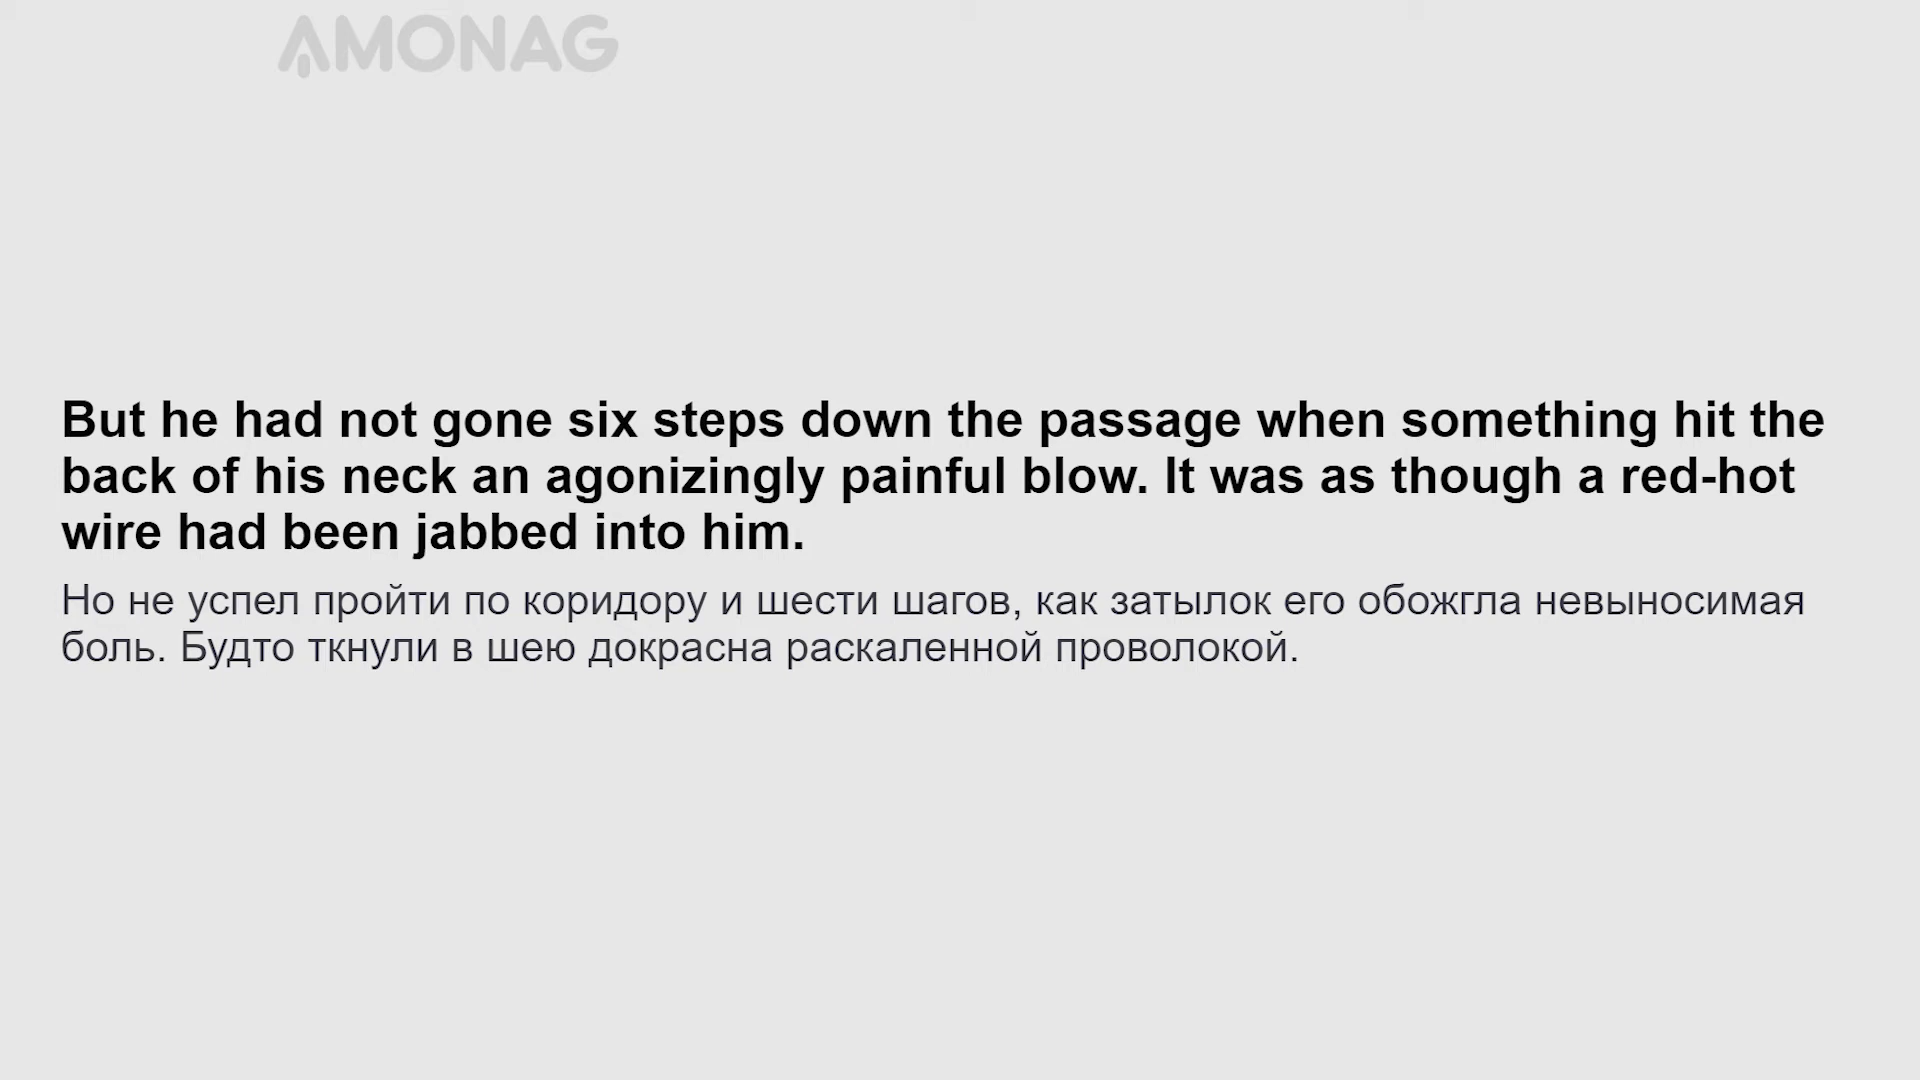 AMONAG
But he had not gone six steps down the passage when something hit the
back of his neck an agonizingly painful blow. It was as though a red-hot
wire had been jabbed into him.
Но не успел пройти по коридору и шести шагов, как затылок его обожгла невыносимая
боль. Будто ткнули в шею докрасна раскаленной проволокой.